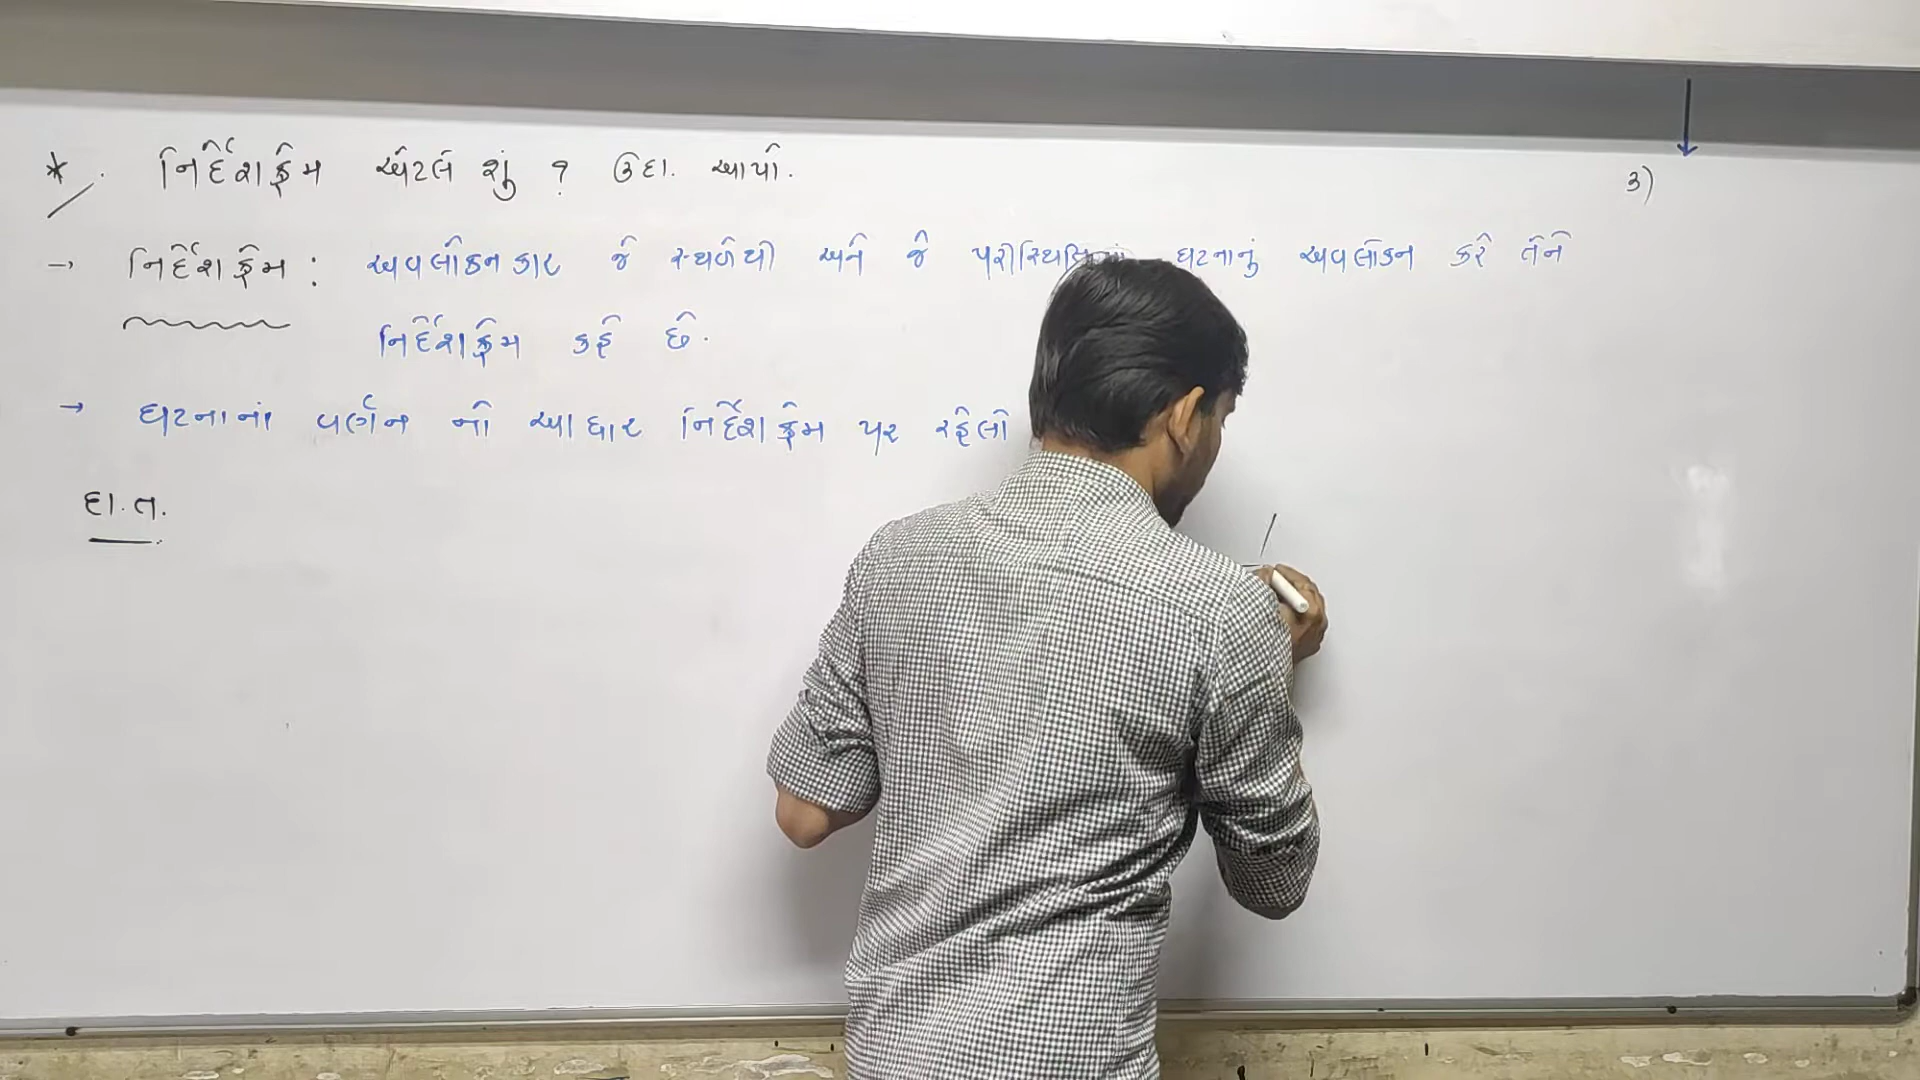 * નિર્દેશફ્રેમ એટલે શું ? ઉદા. આપો.
3)
→ નિર્દેશફ્રેમ : અવલોકનકાર જે સ્થળેથી અને જે ઘટનાનું અવલોકન કરે તેને
નિર્દેશફ્રેમ કહે છે.
→ ઘટનાનાં વર્ણન નો આધાર નિર્દેશફ્રેમ પર રહેલો
દા.ત.